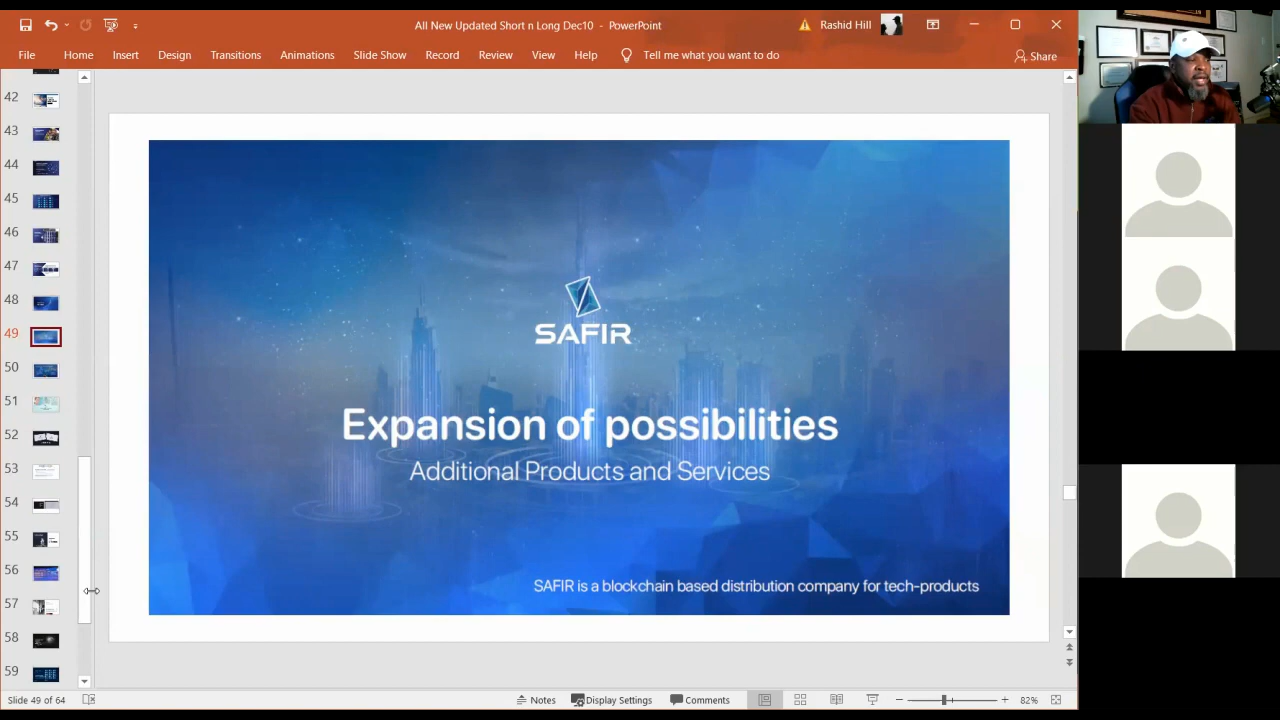 All New Updated Short n Long Dec10 - PowerPoint
Rashid Hill
File Home Insert Design Transitions Animations Slide Show Record Review View Help Tell me what you want to do
Share
42
43
44
45
46
47
48
49
50
51
52
53
54
55
56
57
58
59
SAFIR
Expansion of possibilities
Additional Products and Services
SAFIR is a blockchain based distribution company for tech-products
Slide 49 of 64
Notes Display Settings Comments
82%